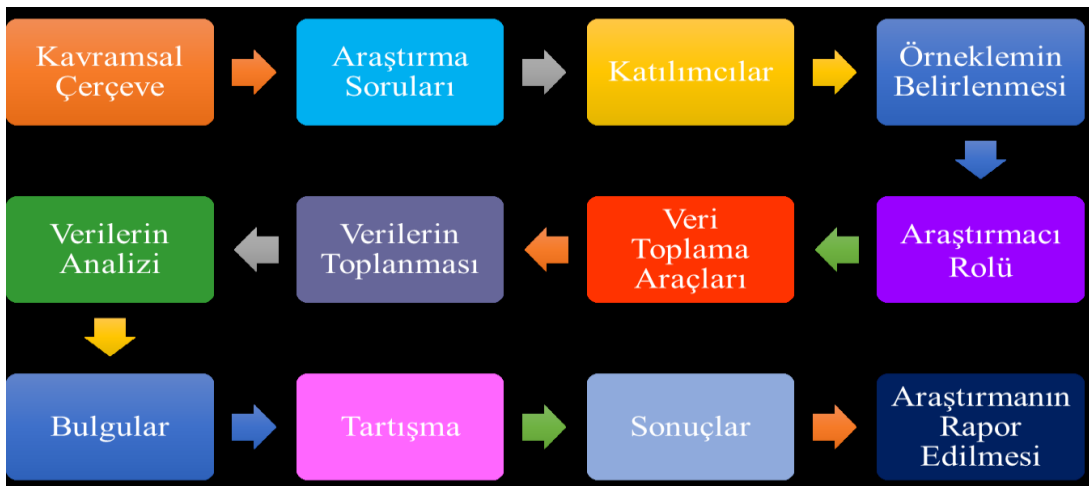 Kavramsal
Çerçeve
Araştırma
Soruları
Katılımcılar
Örneklemin
Belirlenmesi
Araştırmacı
Rolü
Veri
Toplama
Araçları
Verilerin
Toplanması
Verilerin
Analizi
Bulgular
Tartışma
Sonuçlar
Araştırmanın
Rapor
Edilmesi